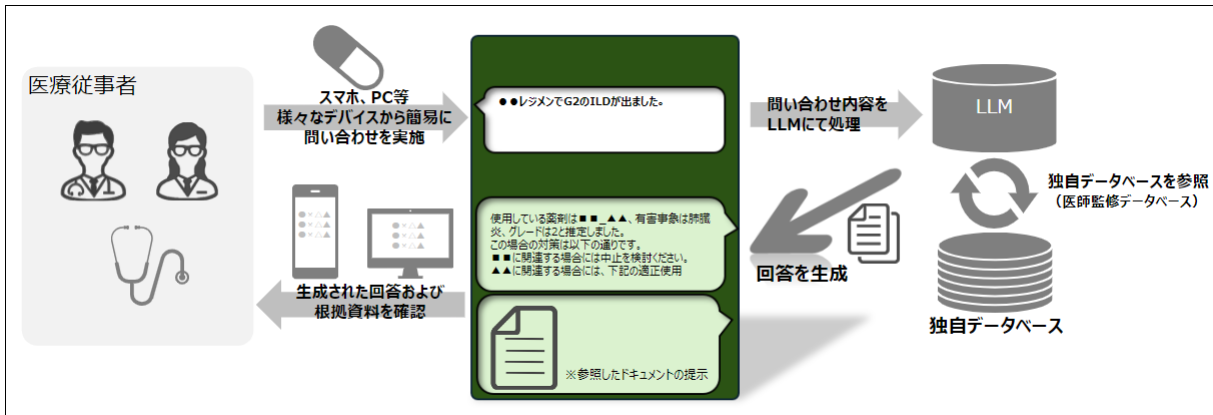 医療従事者
スマホ、PC等
様々なデバイスから簡易に
問い合わせを実施
●●レジメンでG2のILDが出ました。
問い合わせ内容を
LLMにて処理
LLM
独自データベースを参照
（医師監修データベース）
独自データベース
回答を生成
使用している薬剤は■■_▲▲、有害事象は肺臓
炎、グレードは2と推定しました。
この場合の対策は以下の通りです。
■■に関連する場合には中止を検討ください。
▲▲に関連する場合には、下記の適正使用
※参照したドキュメントの提示
●×△▲
●×△▲
●×△▲
●×△▲
●×△▲
●×△▲
生成された回答および
根拠資料を確認